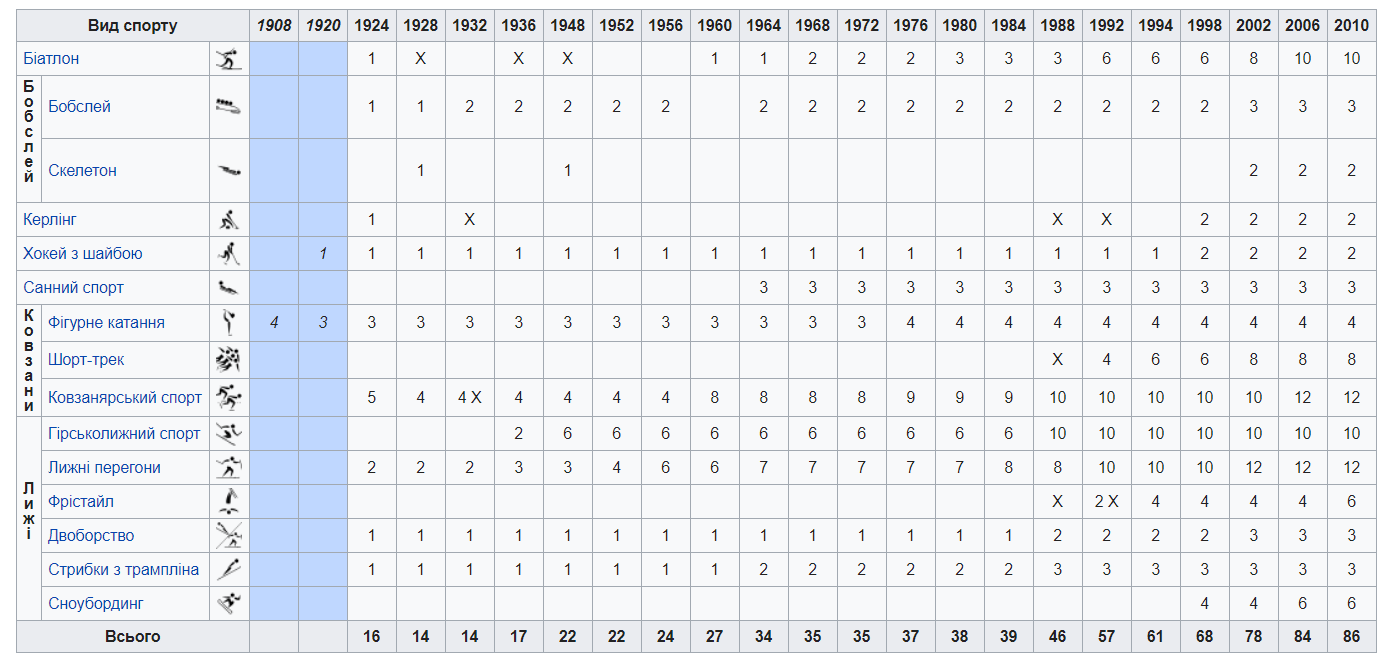 Вид спорту 1908 1920 1924 1928 1932 1936 1948 1952 1956 1960 1964 1968 1972 1976 1980 1984 1988 1992 1994 1998 2002 2006 2010
Біатлон 1 X X X 1 1 2 2 2 3 3 3 6 6 6 8 10 10
Бобслей
Бобслей 1 1 2 2 2 2 2 2 2 2 2 2 2 2 2 2 2 3 3 3
Скелетон 1 1 2 2 2
Керлінг 1 X X X 2 2 2 2
Хокей з шайбою 1 1 1 1 1 1 1 1 1 1 1 1 1 1 1 1 1 1 2 2 2 2
Санний спорт 3 3 3 3 3 3 3 3 3 3 3 3 3
Ковзани
Фігурне катання 4 3 3 3 3 3 3 3 3 3 3 3 3 4 4 4 4 4 4 4 4 4 4
Шорт-трек X 4 6 6 8 8 8
Ковзанярський спорт 5 4 4 X 4 4 4 4 8 8 8 8 9 9 9 10 10 10 10 10 12 12
Лижі
Гірськолижний спорт 2 6 6 6 6 6 6 6 6 6 6 10 10 10 10 10 10 10
Лижні перегони 2 2 2 3 3 4 6 6 7 7 7 7 7 8 8 10 10 10 12 12 12
Фрістайл X 2 X 4 4 4 4 6
Двоборство 1 1 1 1 1 1 1 1 1 1 1 1 1 1 2 2 2 2 3 3 3
Стрибки з трампліна 1 1 1 1 1 1 1 1 2 2 2 2 2 2 3 3 3 3 3 3 3
Сноубординг 4 4 6 6
Всього 16 14 14 17 22 22 24 27 34 35 35 37 38 39 46 57 61 68 78 84 86